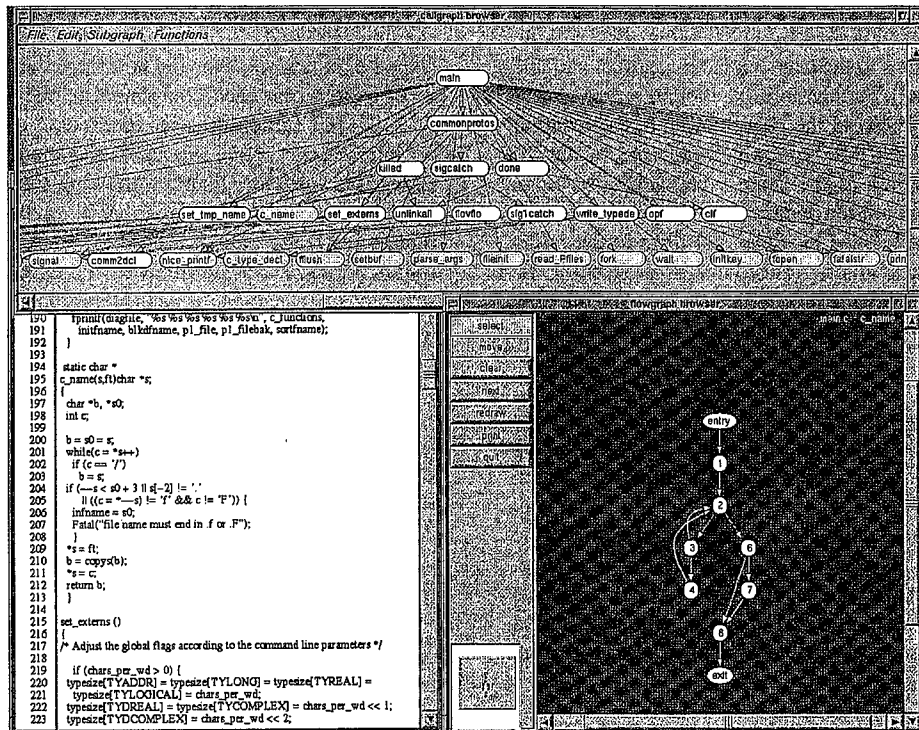 callgraph browser
File Edit Subgraph Functions
main
commonprotos
killed sigcatch done
set_tmp_name c_name set_externs unlinkall flovflo sig1catch write_typede opf clf
signal comm2dcl nice_printf c_type_decl fflush setbuf parse_args fileinit read_Pfiles fork wait initkey fopen fatalstr prin
190 fprintf(diagfile, "%s %s %s %s %s %s\n", c_functions,
191 initfname, blkdfname, p1_file, p1_filebak, sortfname);
192 }
193
194 static char *
195 c_name(s,ft)char *s;
196 {
197 char *b, *s0;
198 int c;
199
200 b = s0 = s;
201 while(c = *s++)
202 if (c == '/')
203 b = s;
204 if (--s < s0 + 3 || s[-2] != '.'
205 || ((c = *--s) != 'f' && c != 'F')) {
206 infname = s0;
207 Fatal("file name must end in .f or .F");
208 }
209 *s = ft;
210 b = copys(b);
211 *s = c;
212 return b;
213 }
214
215 set_externs ()
216 {
217 /* Adjust the global flags according to the command line parameters */
218
219 if (chars_per_wd > 0) {
220 typesize[TYADDR] = typesize[TYLONG] = typesize[TYREAL] =
221 typesize[TYLOGICAL] = chars_per_wd;
222 typesize[TYDREAL] = typesize[TYCOMPLEX] = chars_per_wd << 1;
223 typesize[TYDCOMPLEX] = chars_per_wd << 2;
flowgraph browser
select
move
clear
next
redraw
print
quit
main.c : c_name
entry
1
2
3 6
4 7
8
exit